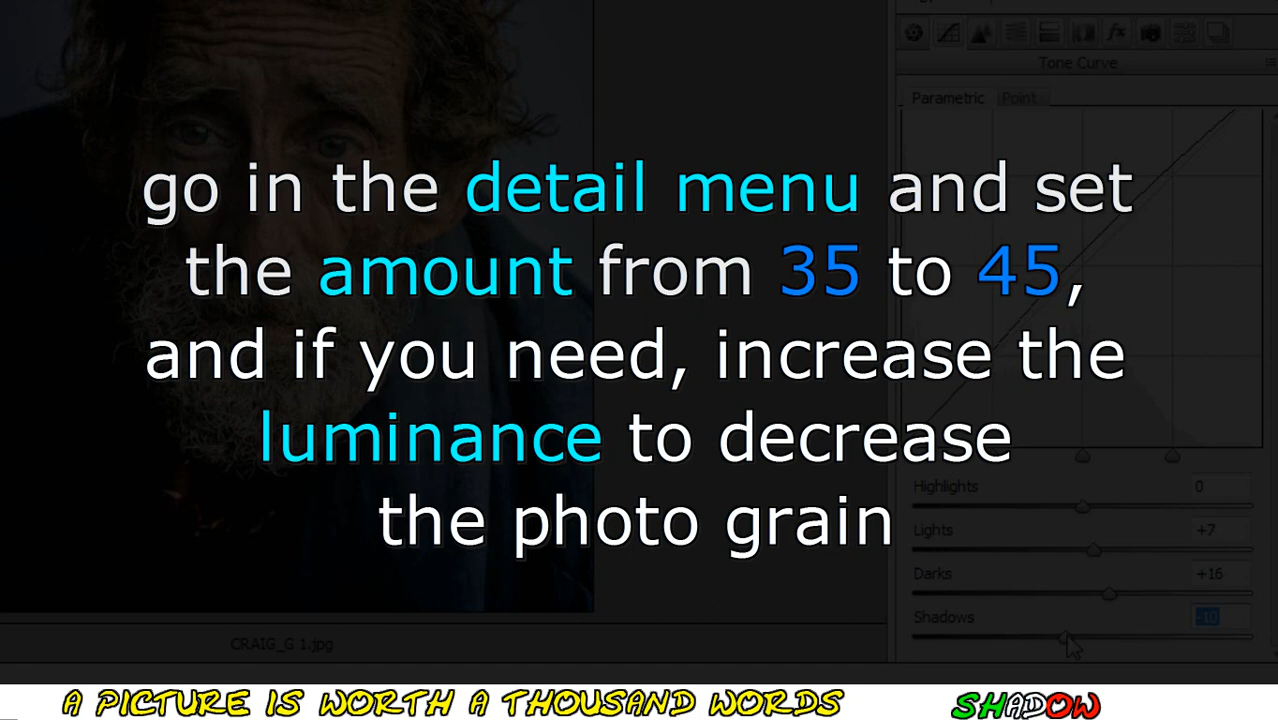 Tone Curve
Parametric Point
go in the detail menu and set
the amount from 35 to 45,
and if you need, increase the
luminance to decrease
the photo grain
Highlights 0
Lights +7
Darks +16
Shadows -10
CRAIG_G 1.jpg
A PICTURE IS WORTH A THOUSAND WORDS SHADOW